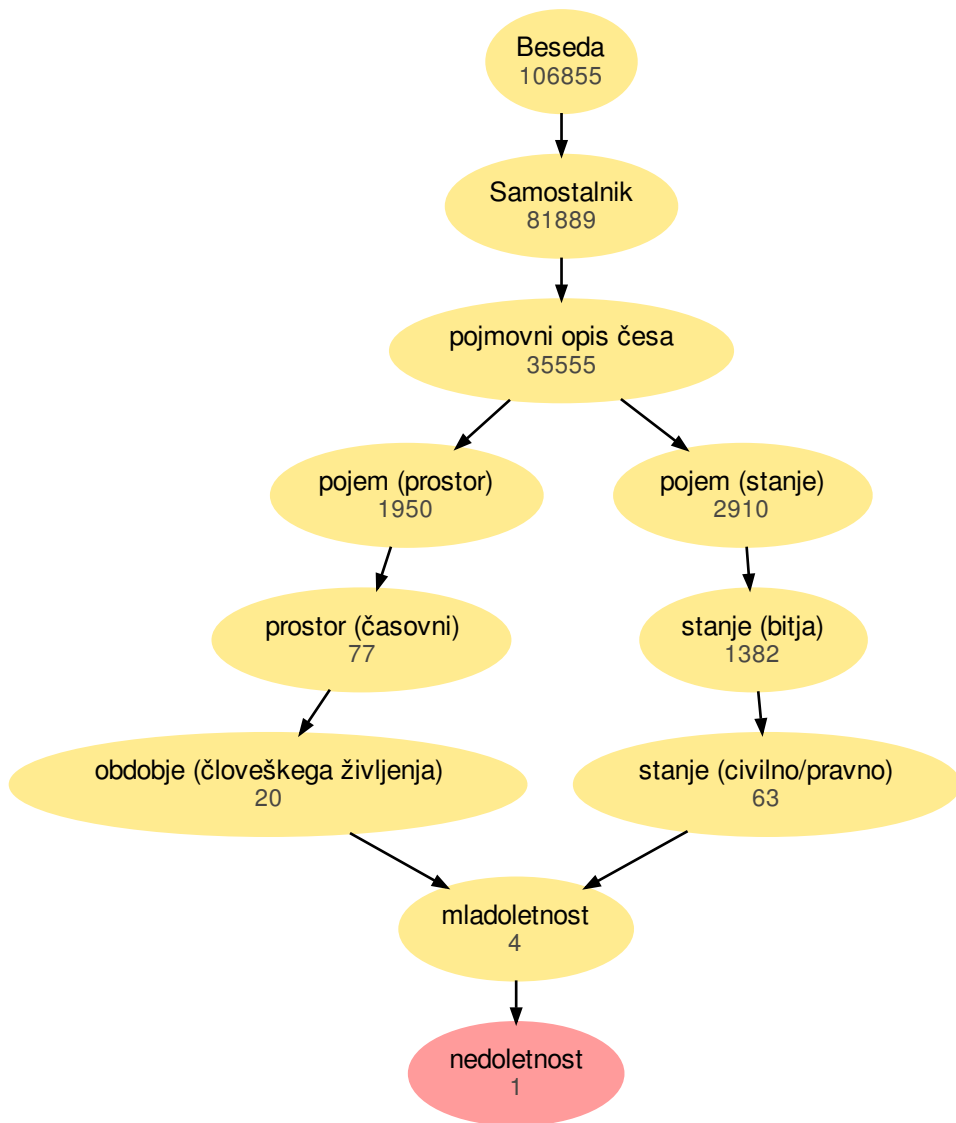 Beseda
106855
Samostalnik
81889
pojmovni opis česa
35555
pojem (prostor)
1950
pojem (stanje)
2910
prostor (časovni)
77
stanje (bitja)
1382
obdobje (človeškega življenja)
20
stanje (civilno/pravno)
63
mladoletnost
4
nedoletnost
1